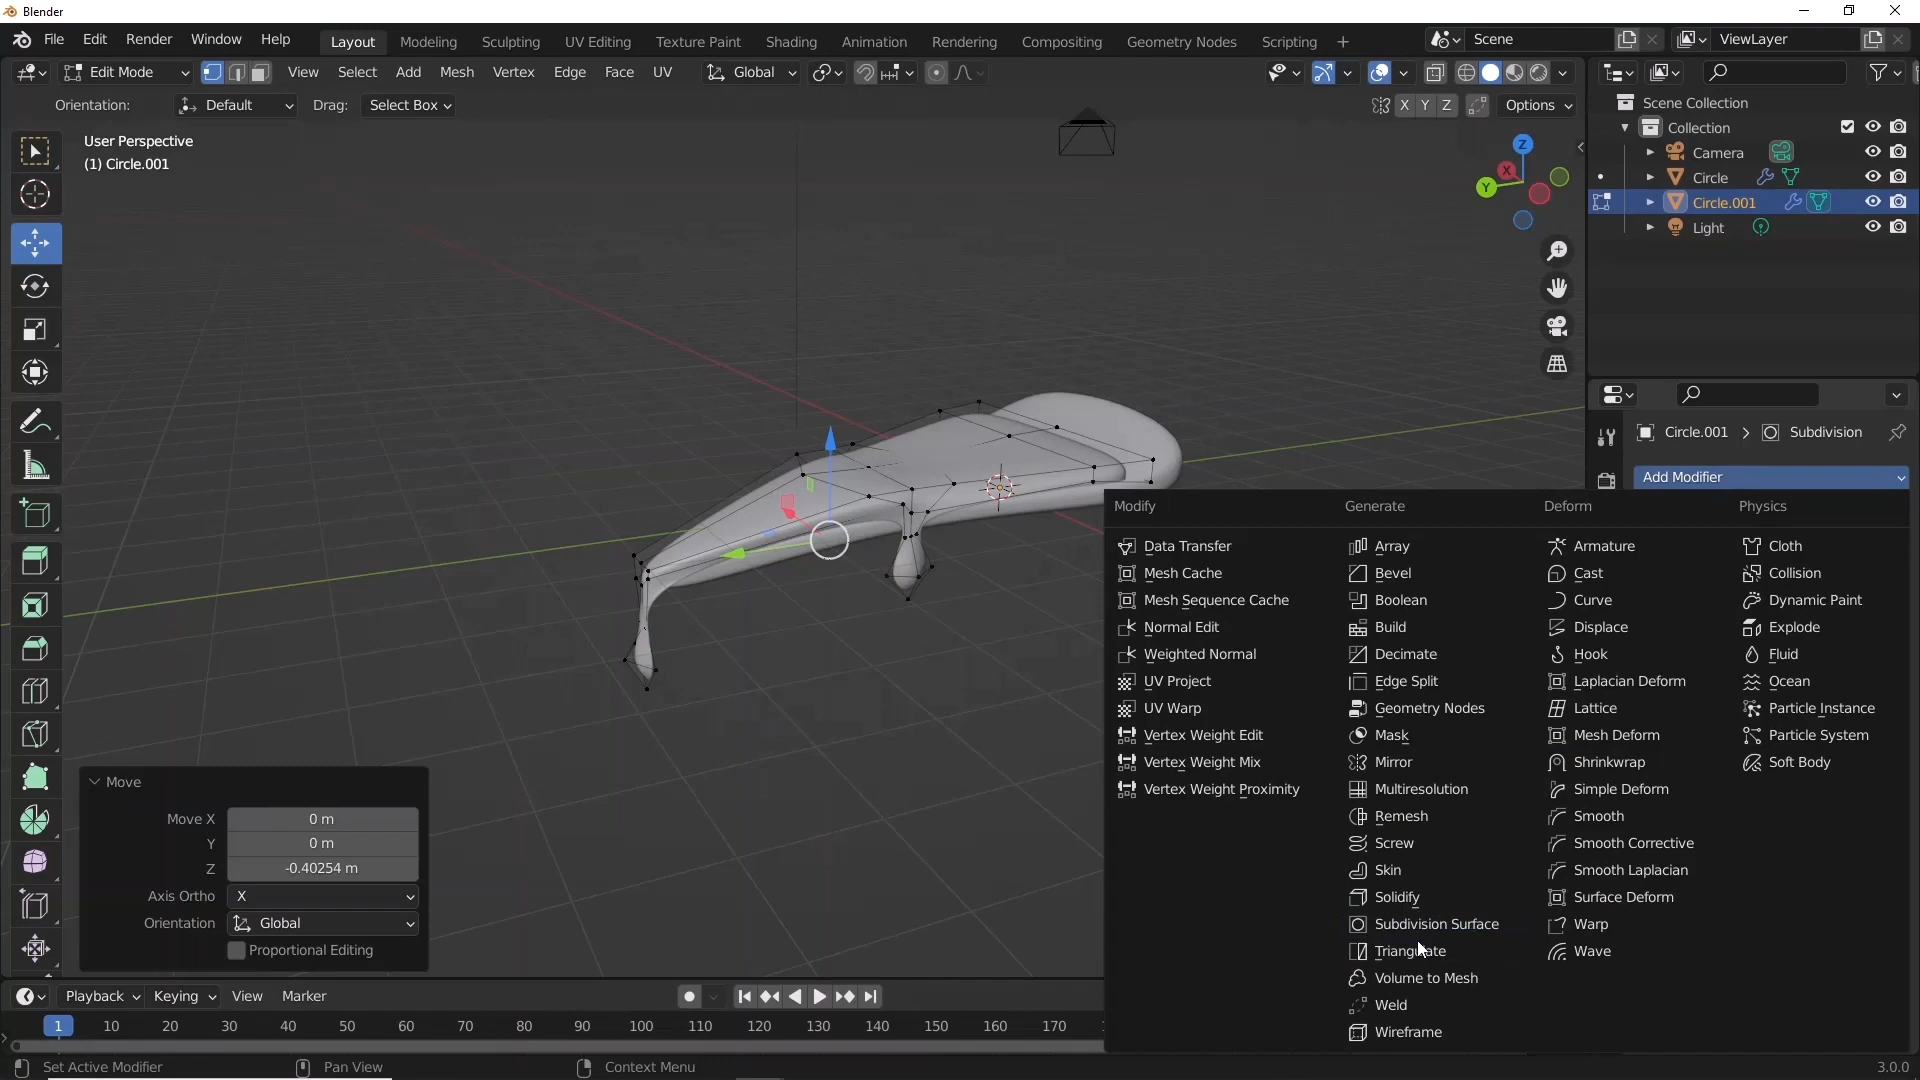 Blender
File Edit Render Window Help Layout Modeling Sculpting UV Editing Texture Paint Shading Animation Rendering Compositing Geometry Nodes Scripting + Scene ViewLayer
Edit Mode View Select Add Mesh Vertex Edge Face UV Global
Orientation: Default Drag: Select Box X Y Z Options
User Perspective
(1) Circle.001
Z
X
Y
Scene Collection
Collection
Camera
Circle
Circle.001
Light
Circle.001 > Subdivision
Add Modifier
Modify Generate Deform Physics
Data Transfer Array Armature Cloth
Mesh Cache Bevel Cast Collision
Mesh Sequence Cache Boolean Curve Dynamic Paint
Normal Edit Build Displace Explode
Weighted Normal Decimate Hook Fluid
UV Project Edge Split Laplacian Deform Ocean
UV Warp Geometry Nodes Lattice Particle Instance
Vertex Weight Edit Mask Mesh Deform Particle System
Vertex Weight Mix Mirror Shrinkwrap Soft Body
Vertex Weight Proximity Multiresolution Simple Deform
Remesh Smooth
Screw Smooth Corrective
Skin Smooth Laplacian
Solidify Surface Deform
Subdivision Surface Warp
Triangulate Wave
Volume to Mesh
Weld
Wireframe
Move
Move X 0 m
Y 0 m
Z -0.40254 m
Axis Ortho X
Orientation Global
Proportional Editing
Playback Keying View Marker
1 10 20 30 40 50 60 70 80 90 100 110 120 130 140 150 160 170
Set Active Modifier Pan View Context Menu 3.0.0